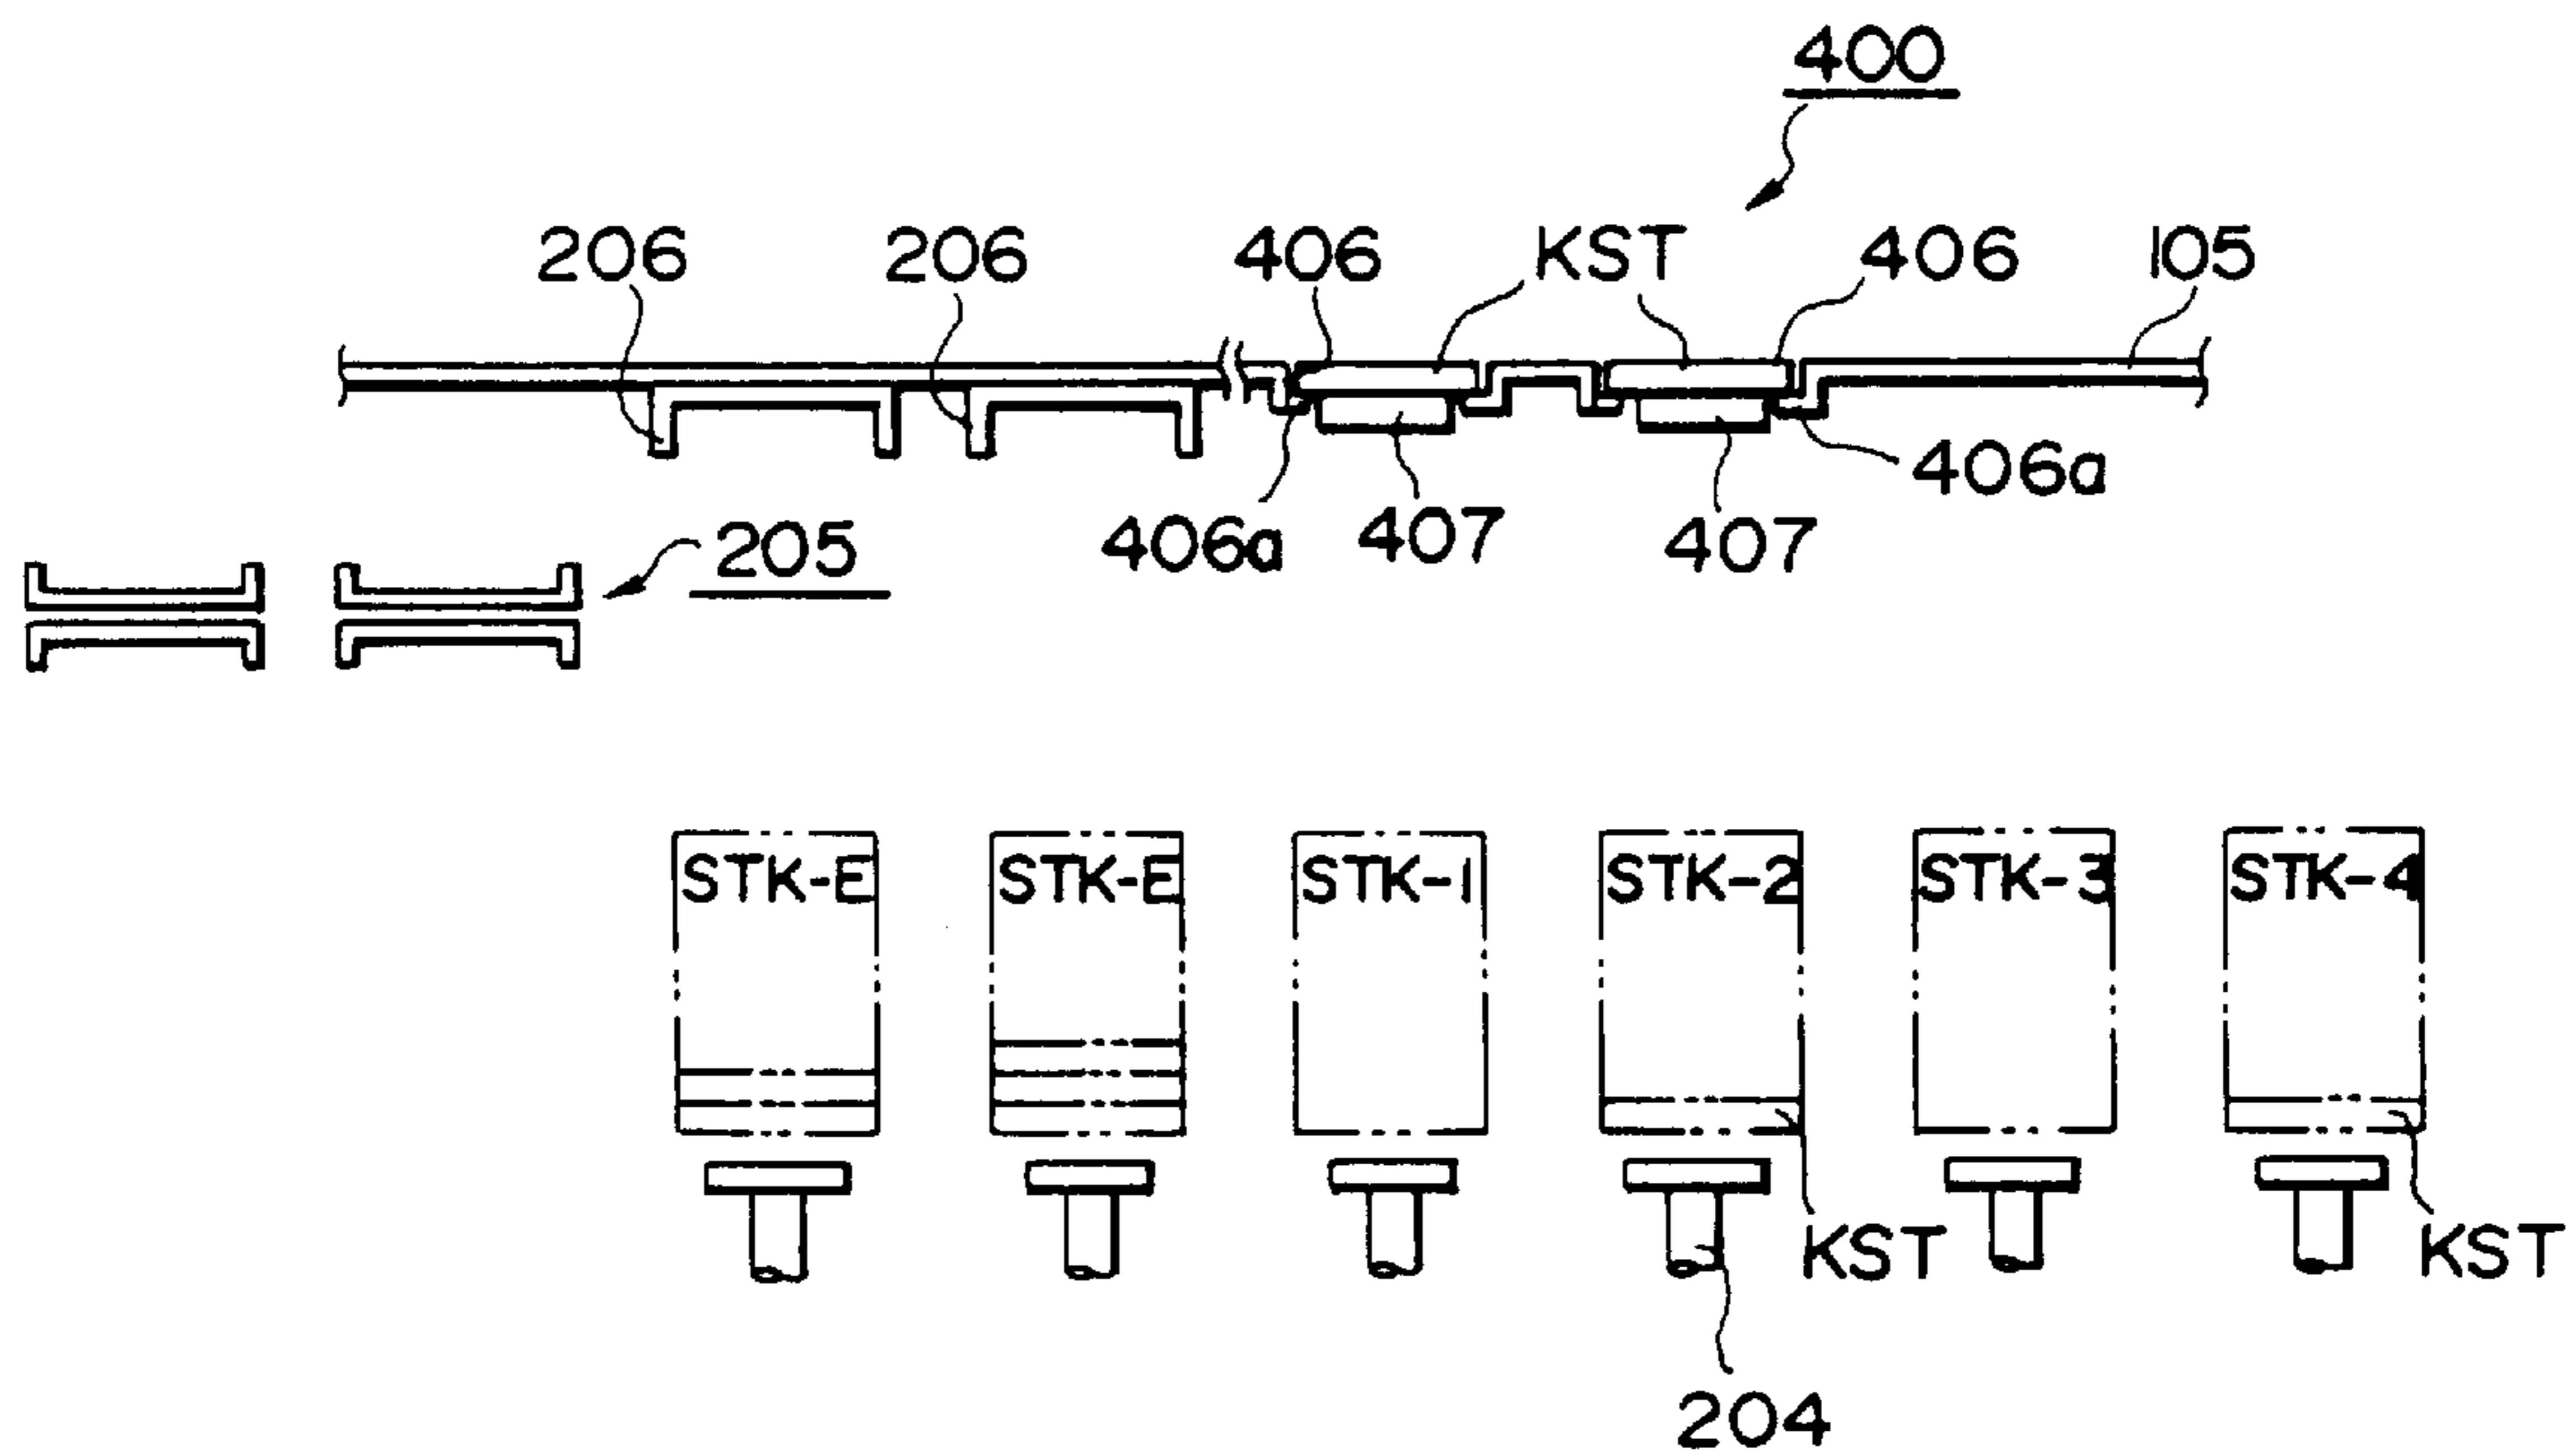 400
206 206 406 KST 406 105
406a 407 407 406a
205
STK-E STK-E STK-1 STK-2 STK-3 STK-4
KST KST
204